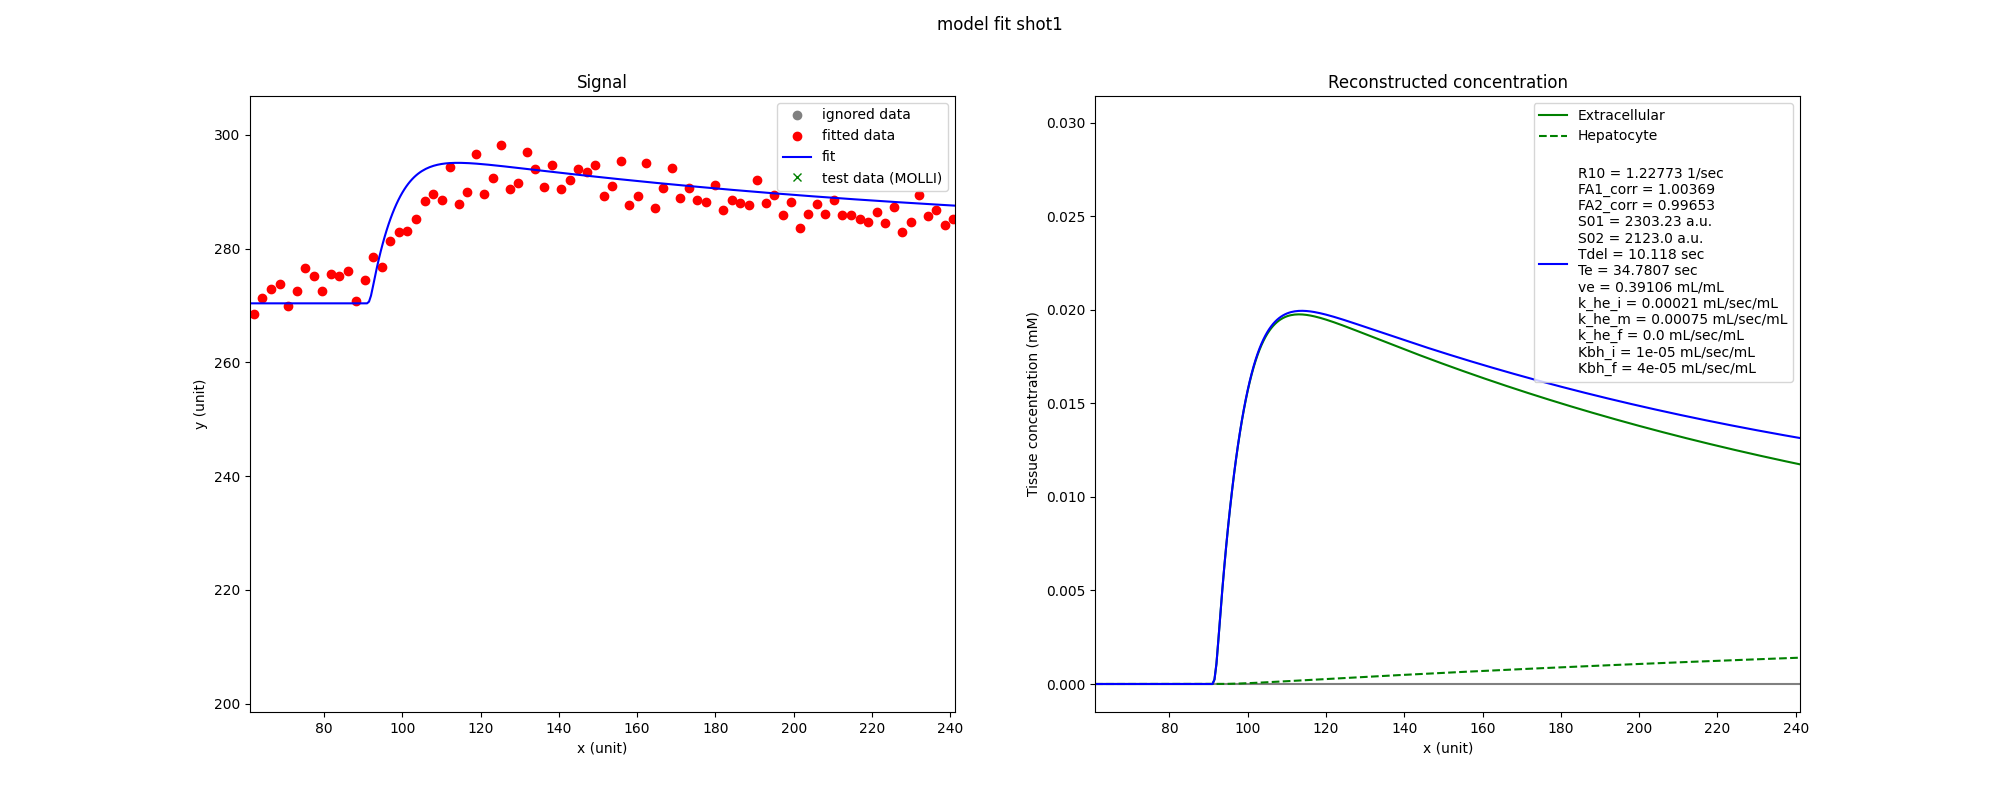 model fit shot1
Signal
300
280
260
240
220
200
80 100 120 140 160 180 200 220 240
x (unit)
y (unit)
ignored data
fitted data
fit
test data (MOLLI)
Reconstructed concentration
0.030
0.025
0.020
0.015
0.010
0.005
0.000
80 100 120 140 160 180 200 220 240
x (unit)
Tissue concentration (mM)
Extracellular
Hepatocyte
R10 = 1.22773 1/sec
FA1_corr = 1.00369
FA2_corr = 0.99653
S01 = 2303.23 a.u.
S02 = 2123.0 a.u.
Tdel = 10.118 sec
Te = 34.7807 sec
ve = 0.39106 mL/mL
k_he_i = 0.00021 mL/sec/mL
k_he_m = 0.00075 mL/sec/mL
k_he_f = 0.0 mL/sec/mL
Kbh_i = 1e-05 mL/sec/mL
Kbh_f = 4e-05 mL/sec/mL